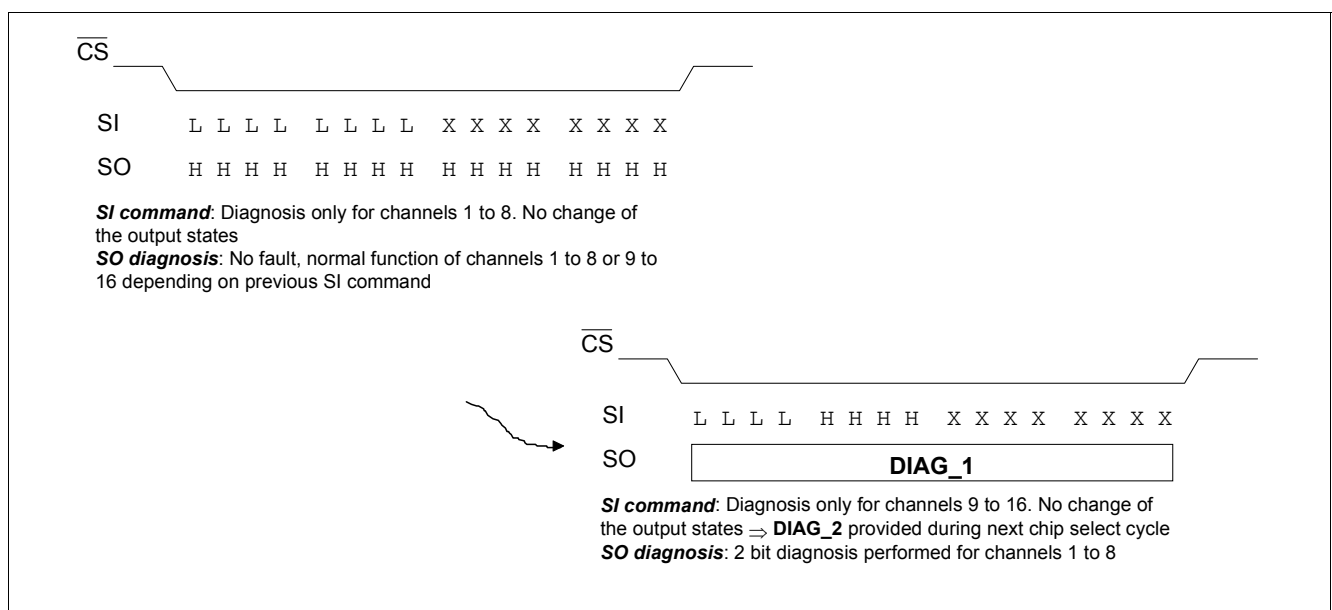 CS
SI L L L L L L L L X X X X X X X X
SO H H H H H H H H H H H H H H H H
SI command: Diagnosis only for channels 1 to 8. No change of
the output states
SO diagnosis: No fault, normal function of channels 1 to 8 or 9 to
16 depending on previous SI command
CS
SI L L L L H H H H X X X X X X X X
SO DIAG_1
SI command: Diagnosis only for channels 9 to 16. No change of
the output states ⇒ DIAG_2 provided during next chip select cycle
SO diagnosis: 2 bit diagnosis performed for channels 1 to 8